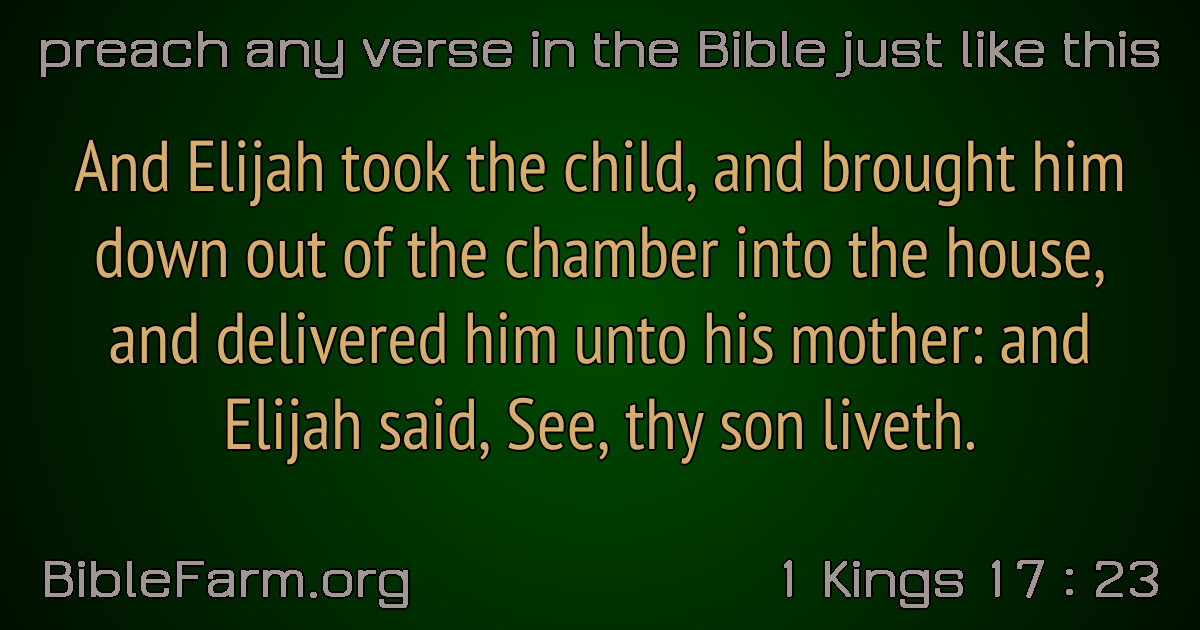 preach any verse in the Bible just like this
And Elijah took the child, and brought him
down out of the chamber into the house,
and delivered him unto his mother: and
Elijah said, See, thy son liveth.
BibleFarm.org
1 Kings 17 : 23